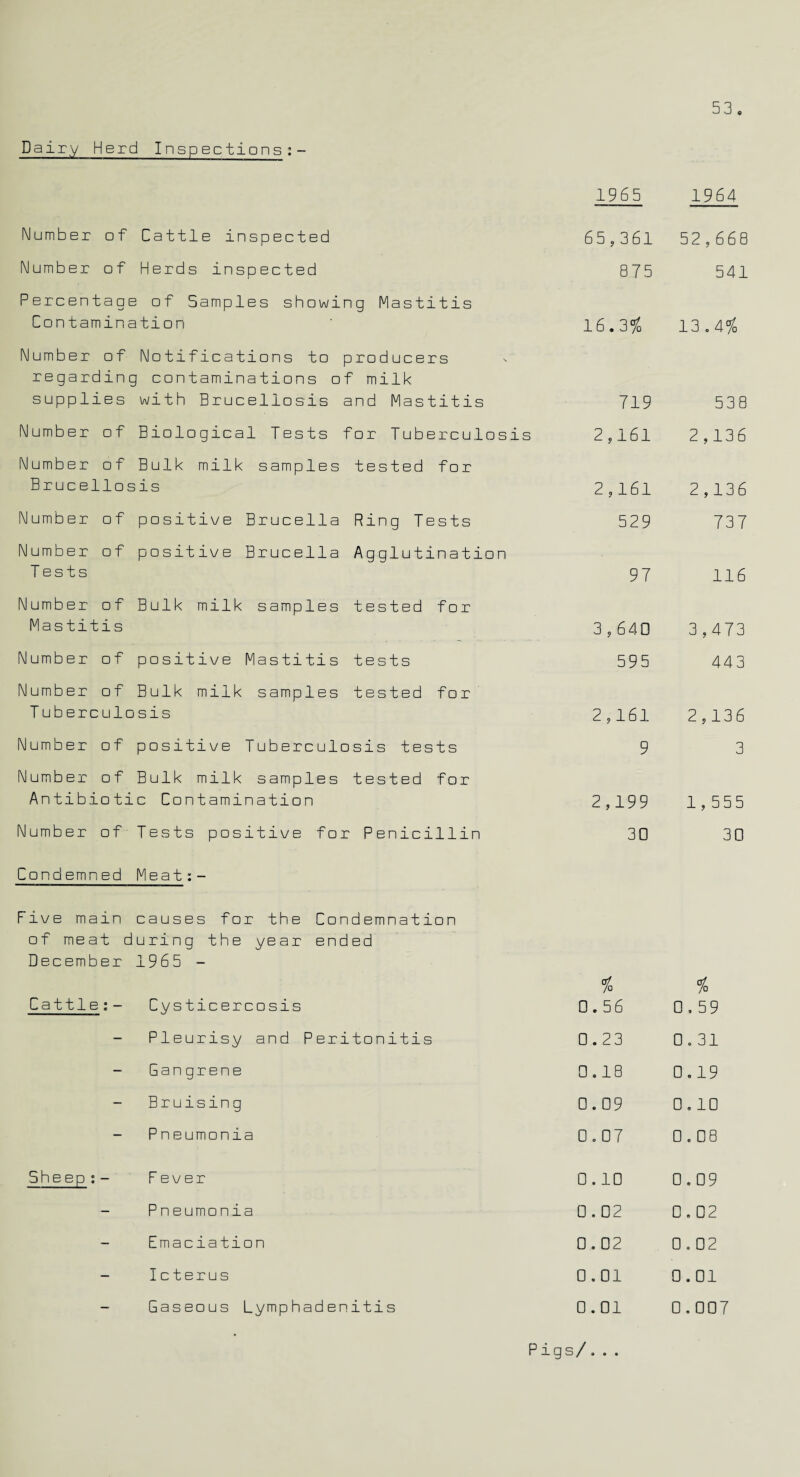 53.
Dairy Herd Inspections:-
1965 1964
Number of Cattle inspected 65,361 52,668
Number of Herds inspected 875 541
Percentage of Samples showing Mastitis
Contamination 16.3% 13.4%
Number of Notifications to producers
regarding contaminations of milk
supplies with Brucellosis and Mastitis 719 538
Number of Biological Tests for Tuberculosis 2,161 2,136
Number of Bulk milk samples tested for
Brucellosis 2,161 2,136
Number of positive Brucella Ring Tests 529 737
Number of positive Brucella Agglutination
Tests 97 116
Number of Bulk milk samples tested for
Mastitis 3,640 3,473
Number of positive Mastitis tests 595 443
Number of Bulk milk samples tested for
Tuberculosis 2,161 2,136
Number of positive Tuberculosis tests 9 3
Number of Bulk milk samples tested for
Antibiotic Contamination 2,199 1,555
Number of Tests positive for Penicillin 30 30
Condemned Meat:-
Five main causes for the Condemnation
of meat during the year ended
December 1965 -
% %
Cattle:- Cysticercosis 0.56 0.59
- Pleurisy and Peritonitis 0.23 0.31
- Gangrene 0.18 0.19
- Bruising 0.09 0.10
- Pneumonia 0.07 0.08
Sheep:- Fever 0.10 0.09
- Pneumonia 0.02 0.02
- Emaciation 0.02 0.02
- Icterus 0.01 0.01
- Gaseous Lymphadenitis 0.01 0.007
Pigs/...